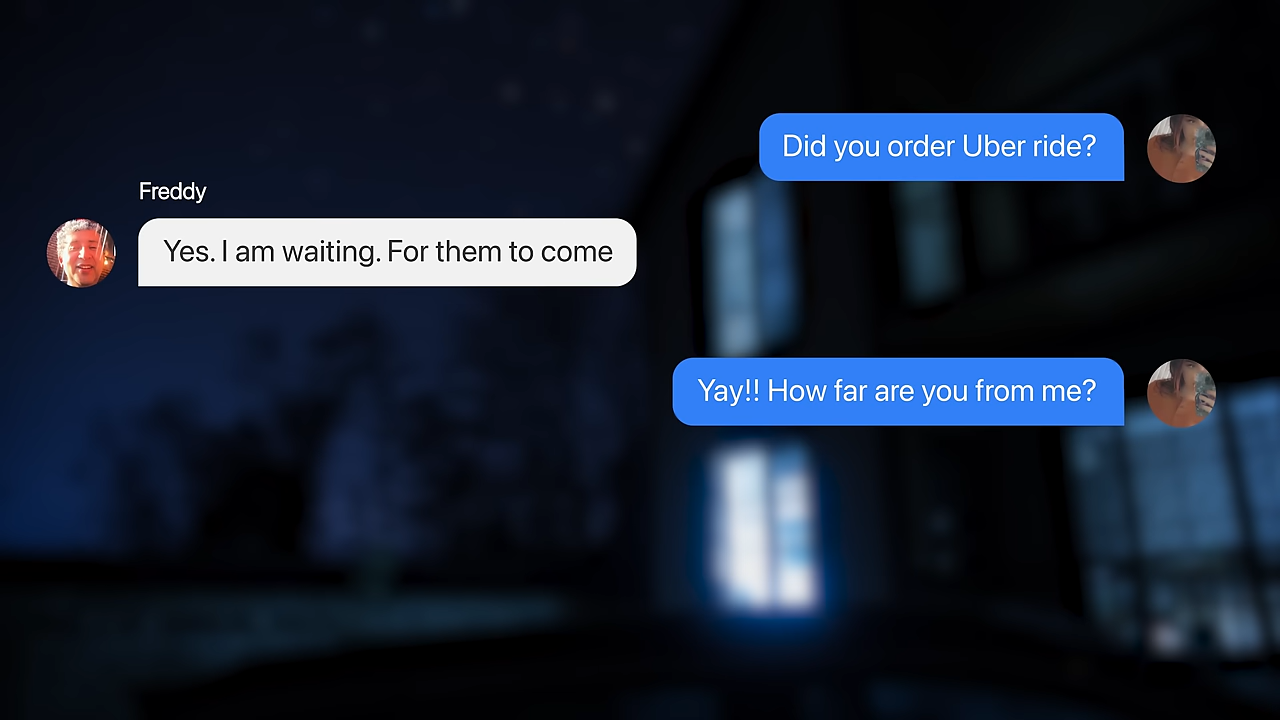 Did you order Uber ride?
Freddy
Yes. I am waiting. For them to come
Yay!! How far are you from me?